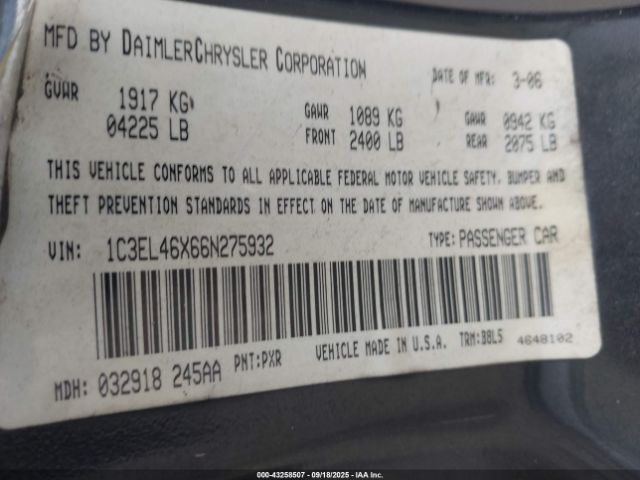 MFD BY DAIMLERCHRYSLER CORPORATION DATE OF MFR: 3-06
GVWR 1917 KG GAWR 1089 KG GAWR 0942 KG
04225 LB FRONT 2400 LB REAR 2075 LB
THIS VEHICLE CONFORMS TO ALL APPLICABLE FEDERAL MOTOR VEHICLE SAFETY, BUMPER AND
THEFT PREVENTION STANDARDS IN EFFECT ON THE DATE OF MANUFACTURE SHOWN ABOVE.
VIN: 1C3EL46X66N275932 TYPE: PASSENGER CAR
MDH: 032918 245AA PNT:PXR VEHICLE MADE IN U.S.A. TRM:B8L5 4648102
000-43258507 - 09/18/2025 - IAA Inc.